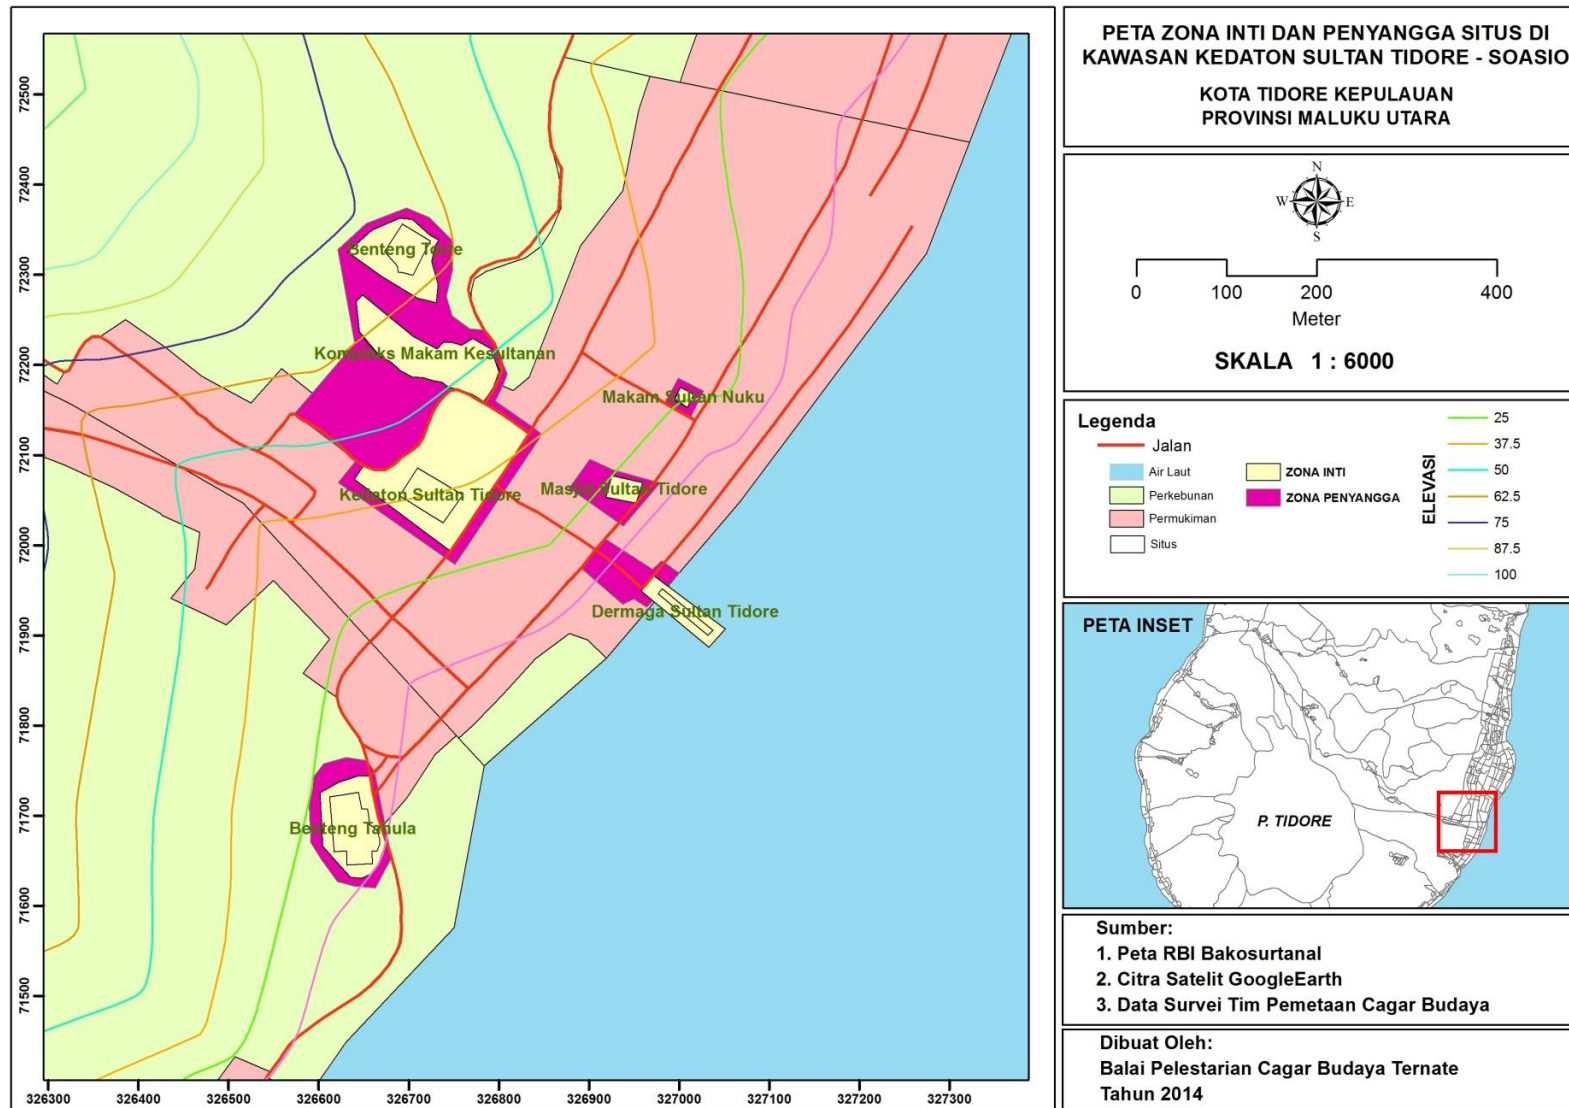 PETA ZONA INTI DAN PENYANGGA SITUS DI
KAWASAN KEDATON SULTAN TIDORE - SOASIO
KOTA TIDORE KEPULAUAN
PROVINSI MALUKU UTARA
N
W E
S
0 100 200 400
Meter
SKALA 1 : 6000
Legenda
Jalan
Air Laut
Perkebunan
Permukiman
Situs
ZONA INTI
ZONA PENYANGGA
ELEVASI
25
37.5
50
62.5
75
87.5
100
PETA INSET
P. TIDORE
Sumber:
1. Peta RBI Bakosurtanal
2. Citra Satelit GoogleEarth
3. Data Survei Tim Pemetaan Cagar Budaya
Dibuat Oleh:
Balai Pelestarian Cagar Budaya Ternate
Tahun 2014
Benteng Torre
Kompleks Makam Kesultanan
Makam Sultan Nuku
Kedaton Sultan Tidore
Masjid Sultan Tidore
Dermaga Sultan Tidore
Benteng Tahula
72500
72400
72300
72200
72100
72000
71900
71800
71700
71600
71500
326300 326400 326500 326600 326700 326800 326900 327000 327100 327200 327300